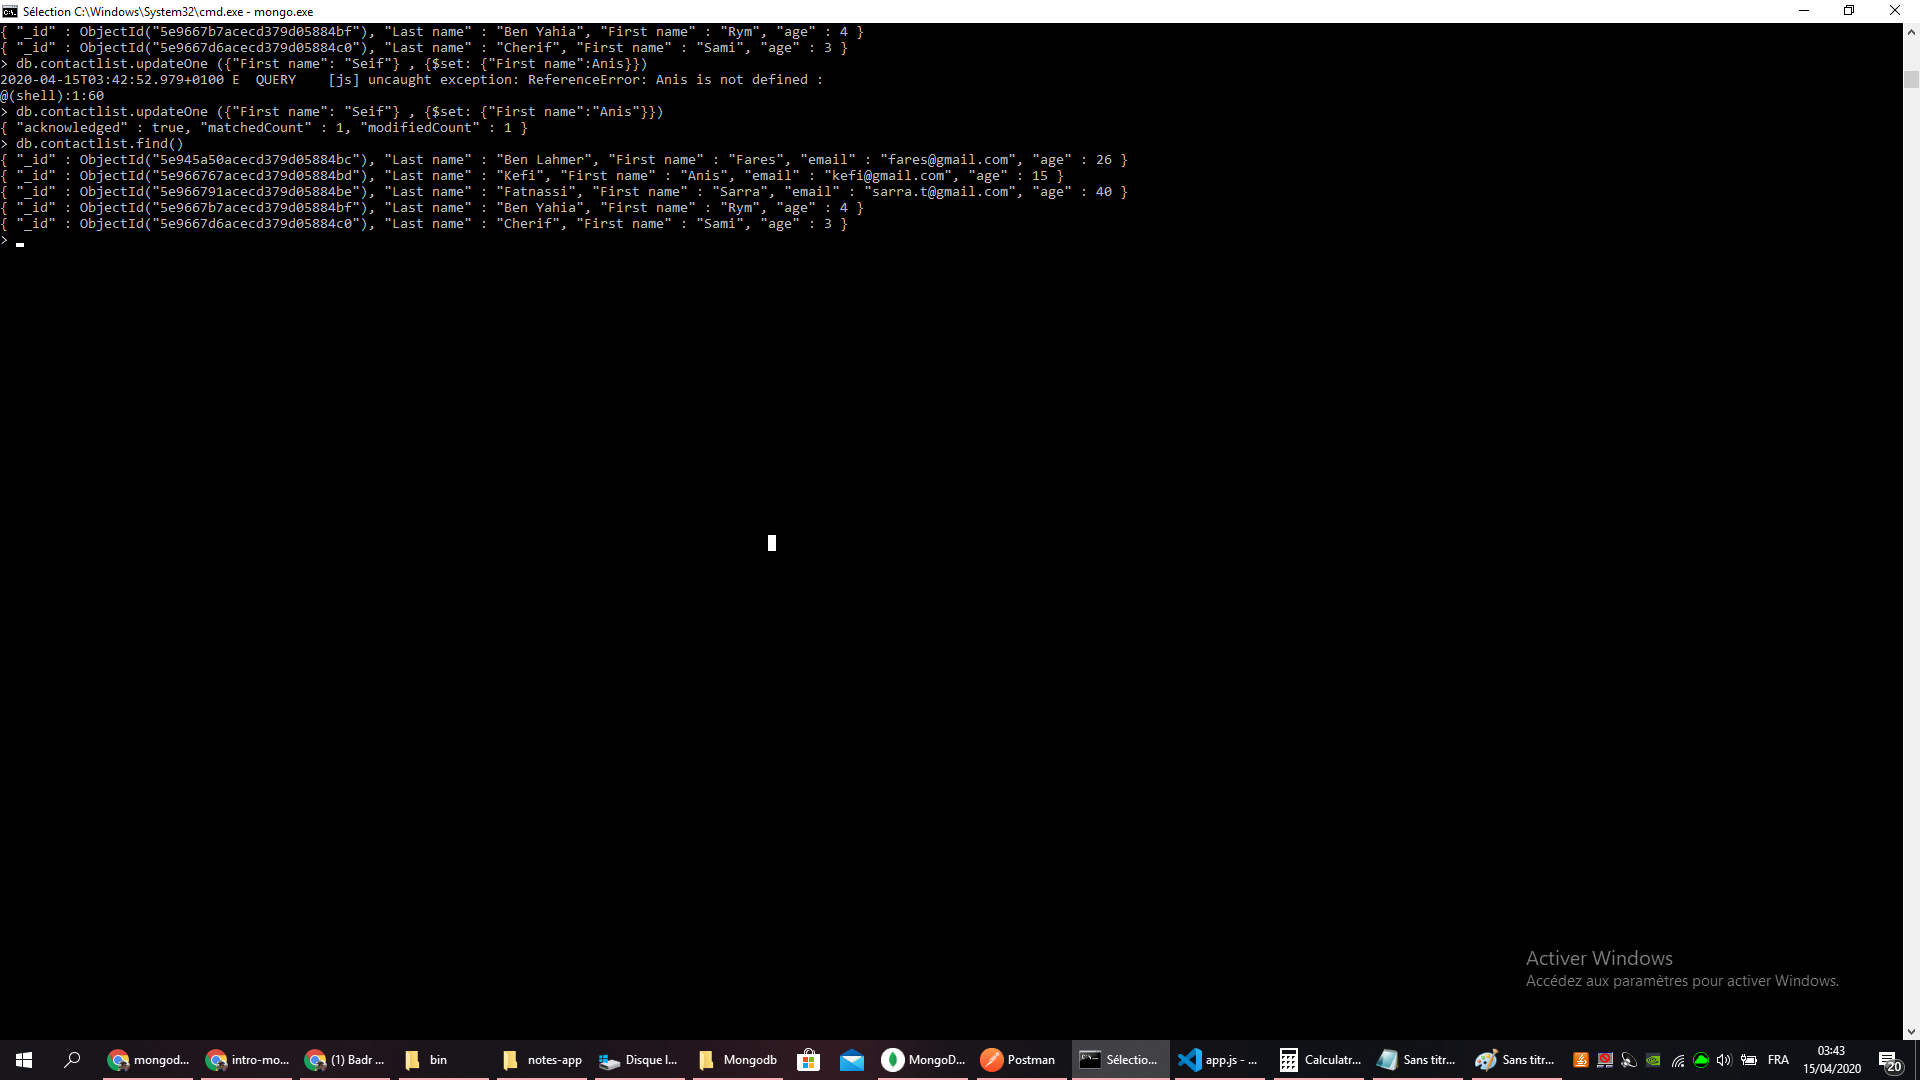 Sélection C:\Windows\System32\cmd.exe - mongo.exe
{ "_id" : ObjectId("5e9667b7acecd379d05884bf"), "Last name" : "Ben Yahia", "First name" : "Rym", "age" : 4 }
{ "_id" : ObjectId("5e9667d6acecd379d05884c0"), "Last name" : "Cherif", "First name" : "Sami", "age" : 3 }
> db.contactlist.updateOne ({"First name": "Seif"} , {$set: {"First name":Anis}})
2020-04-15T03:42:52.979+0100 E  QUERY    [js] uncaught exception: ReferenceError: Anis is not defined :
@(shell):1:60
> db.contactlist.updateOne ({"First name": "Seif"} , {$set: {"First name":"Anis"}})
{ "acknowledged" : true, "matchedCount" : 1, "modifiedCount" : 1 }
> db.contactlist.find()
{ "_id" : ObjectId("5e945a50acecd379d05884bc"), "Last name" : "Ben Lahmer", "First name" : "Fares", "email" : "fares@gmail.com", "age" : 26 }
{ "_id" : ObjectId("5e966767acecd379d05884bd"), "Last name" : "Kefi", "First name" : "Anis", "email" : "kefi@gmail.com", "age" : 15 }
{ "_id" : ObjectId("5e966791acecd379d05884be"), "Last name" : "Fatnassi", "First name" : "Sarra", "email" : "sarra.t@gmail.com", "age" : 40 }
{ "_id" : ObjectId("5e9667b7acecd379d05884bf"), "Last name" : "Ben Yahia", "First name" : "Rym", "age" : 4 }
{ "_id" : ObjectId("5e9667d6acecd379d05884c0"), "Last name" : "Cherif", "First name" : "Sami", "age" : 3 }
>
Activer Windows
Accédez aux paramètres pour activer Windows.
mongod... intro-mo... (1) Badr ... bin notes-app Disque l... Mongodb MongoD... Postman Sélectio... app.js - ... Calculatr... Sans titr... Sans titr... FRA 03:43
15/04/2020 20